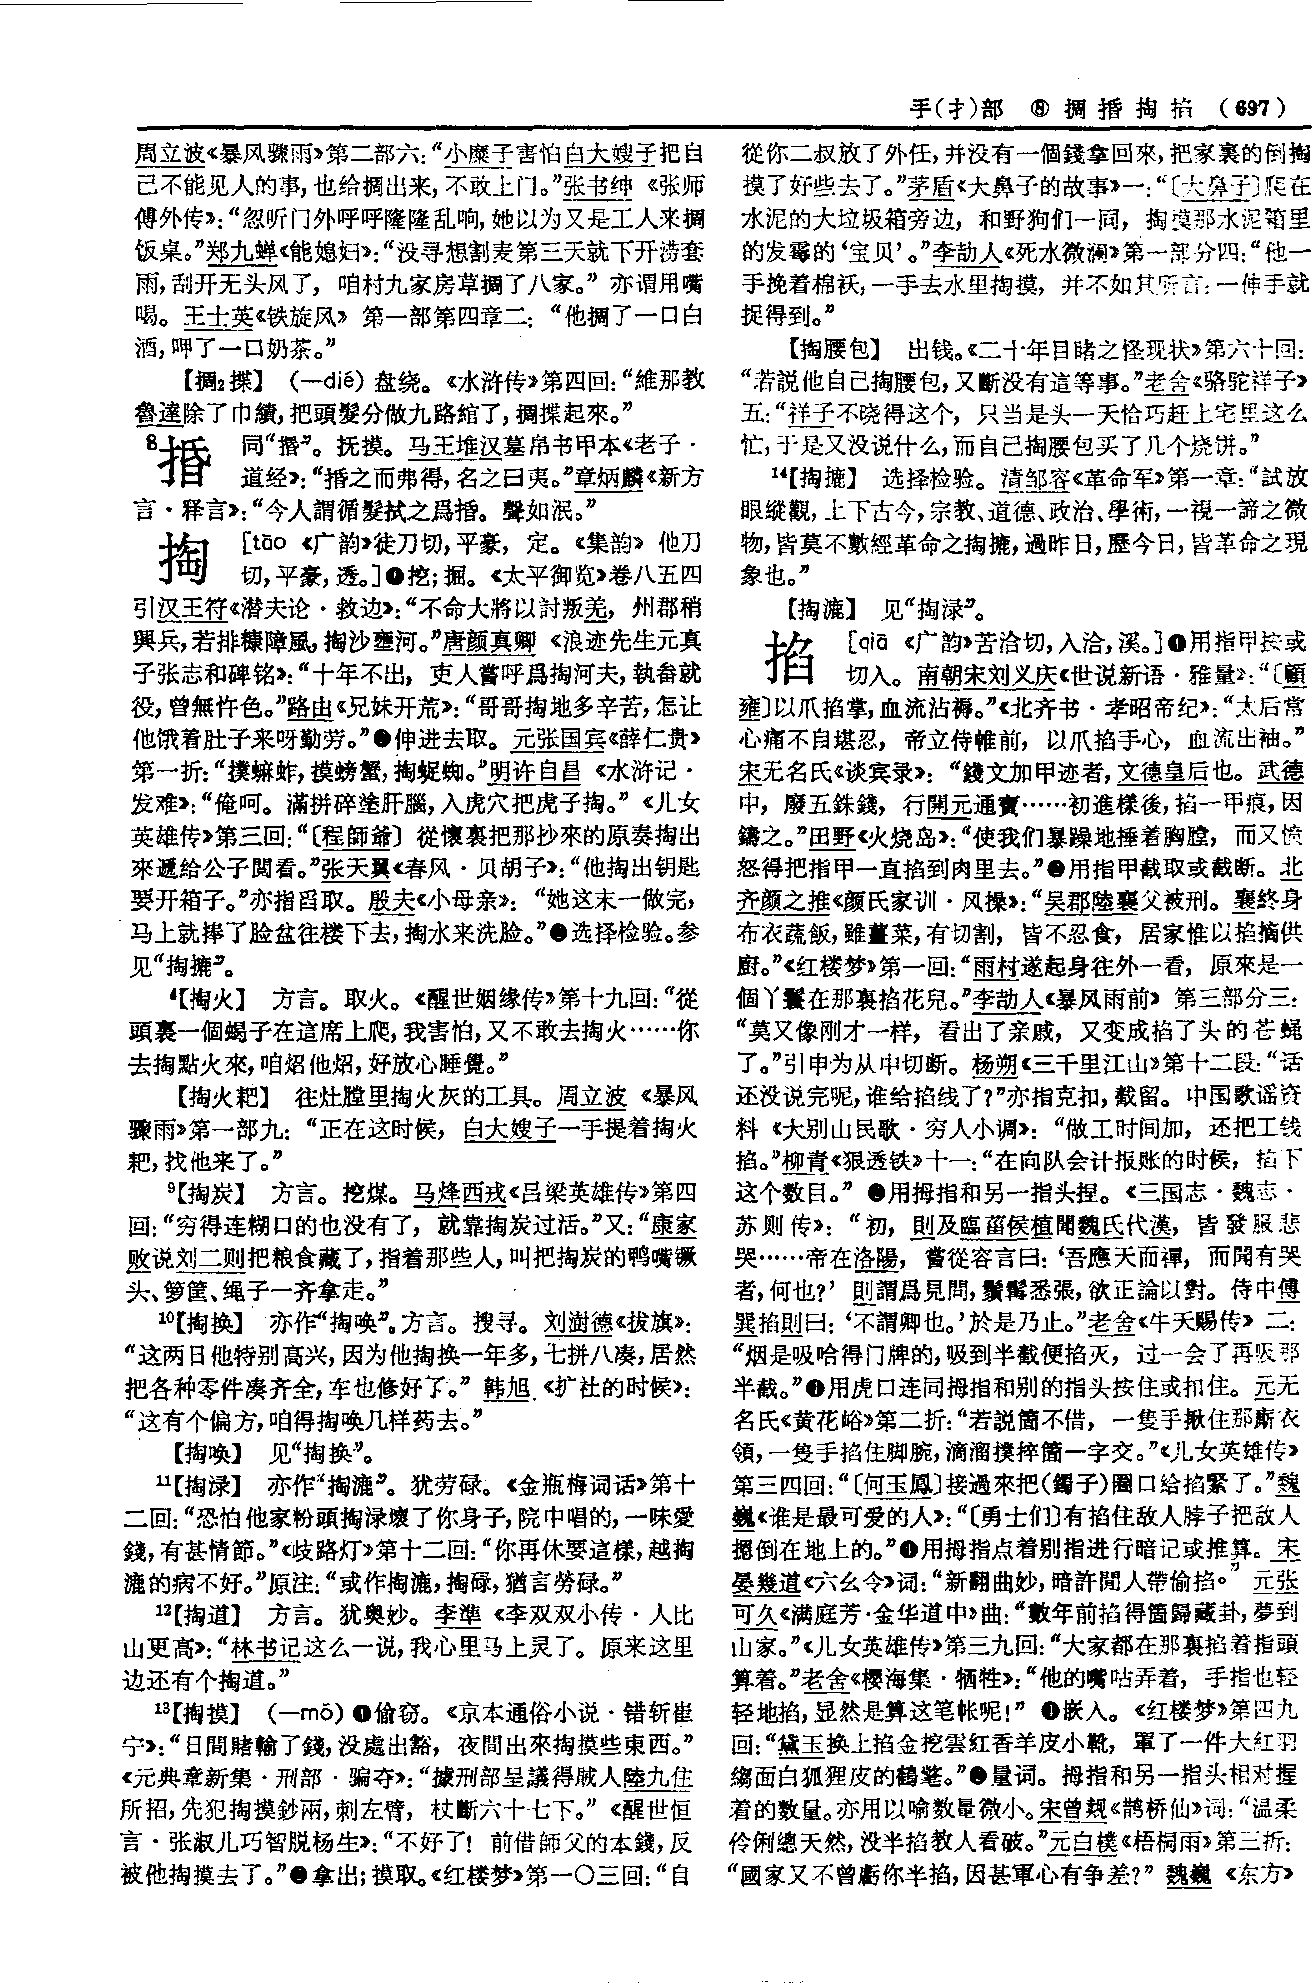 手(扌)部 ⑧ 搁㨉掏掐 (697)
周立波《暴风骤雨》第二部六：“小糜子害怕白大嫂子把自
己不能见人的事，也给搁出来，不敢上门。”张书绅《张师
傅外传》：“忽听门外呼呼隆隆乱响，她以为又是工人来搁
饭桌。”郑九蝉《能媳妇》：“没寻想割麦第三天就下开涝套
雨，刮开无头风了，咱村九家房草搁了八家。”亦谓用嘴
喝。王士英《铁旋风》第一部第四章二：“他搁了一口白
酒，呷了一口奶茶。”
【搁₂揲】（—dié）盘绕。《水浒传》第四回：“維那教
魯達除了巾幘，把頭髮分做九路綰了，搁揲起來。”
⁸㨉 同“揗”。抚摸。马王堆汉墓帛书甲本《老子·
道经》：“㨉之而弗得，名之曰夷。”章炳麟《新方
言·释言》：“今人謂循髮拭之爲㨉。聲如泯。”
掏 [tāo 《广韵》徒刀切，平豪，定。《集韵》他刀
切，平豪，透。]❶挖；掘。《太平御览》卷八五四
引汉王符《潜夫论·救边》：“不命大將以討叛羌，州郡稍
興兵，若排糠障風，掏沙壅河。”唐颜真卿《浪迹先生元真
子张志和碑铭》：“十年不出，吏人嘗呼爲掏河夫，執畚就
役，曾無忤色。”路由《兄妹开荒》：“哥哥掏地多辛苦，怎让
他饿着肚子来呀勤劳。”❷伸进去取。元张国宾《薛仁贵》
第一折：“撲螞蚱，摸螃蟹，掏蜘蛛。”明许自昌《水浒记·
发难》：“俺呵。滿拼碎塗肝腦，入虎穴把虎子掏。”《儿女
英雄传》第三回：“〔程師爺〕從懷裏把那抄來的原奏掏出
來遞給公子閲看。”张天翼《春风·贝胡子》：“他掏出钥匙
要开箱子。”亦指舀取。殷夫《小母亲》：“她这末一做完，
马上就捧了脸盆往楼下去，掏水来洗脸。”❸选择检验。参
见“掏摝”。
⁴【掏火】 方言。取火。《醒世姻缘传》第十九回：“從
頭裏一個蝎子在這席上爬，我害怕，又不敢去掏火……你
去掏點火來，咱炤他炤，好放心睡覺。”
【掏火耙】 往灶膛里掏火灰的工具。周立波《暴风
骤雨》第一部九：“正在这时候，白大嫂子一手提着掏火
耙，找他来了。”
⁹【掏炭】 方言。挖煤。马烽西戎《吕梁英雄传》第四
回：“穷得连糊口的也没有了，就靠掏炭过活。”又：“康家
败说刘二则把粮食藏了，指着那些人，叫把掏炭的鸭嘴镢
头、箩筐、绳子一齐拿走。”
¹⁰【掏换】 亦作“掏唤”。方言。搜寻。刘澍德《拔旗》：
“这两日他特别高兴，因为他掏换一年多，七拼八凑，居然
把各种零件凑齐全，车也修好了。”韩旭《扩社的时候》：
“这有个偏方，咱得掏唤几样药去。”
【掏唤】 见“掏换”。
¹¹【掏渌】 亦作“掏漉”。犹劳碌。《金瓶梅词话》第十
二回：“恐怕他家粉頭掏渌壞了你身子，院中唱的，一味愛
錢，有甚情節。”《歧路灯》第十二回：“你再休要這樣，越掏
漉的病不好。”原注：“或作掏漉，掏碌，猶言勞碌。”
¹²【掏道】 方言。犹奥妙。李準《李双双小传·人比
山更高》：“林书记这么一说，我心里马上灵了。原来这里
边还有个掏道。”
¹³【掏摸】（—mō）❶偷窃。《京本通俗小说·错斩崔
宁》：“日間賭輸了錢，没處出豁，夜間出來掏摸些東西。”
《元典章新集·刑部·骗夺》：“據刑部呈議得賊人陸九住
所招，先犯掏摸鈔兩，刺左臂，杖斷六十七下。”《醒世恒
言·张淑儿巧智脱杨生》：“不好了！前借師父的本錢，反
被他掏摸去了。”❷拿出；摸取。《红楼梦》第一〇三回：“自
從你二叔放了外任，并没有一個錢拿回來，把家裏的倒掏
摸了好些去了。”茅盾《大鼻子的故事》一：“〔大鼻子〕爬在
水泥的大垃圾箱旁边，和野狗们一同，掏摸那水泥箱里
的发霉的‘宝贝’。”李劼人《死水微澜》第一部分四：“他一
手挽着棉袄，一手去水里掏摸，并不如其所言：一伸手就
捉得到。”
【掏腰包】 出钱。《二十年目睹之怪现状》第六十回：
“若説他自己掏腰包，又斷没有這等事。”老舍《骆驼祥子》
五：“祥子不晓得这个，只当是头一天恰巧赶上宅里这么
忙，于是又没说什么，而自己掏腰包买了几个烧饼。”
¹⁴【掏摝】 选择检验。清邹容《革命军》第一章：“試放
眼縱觀，上下古今，宗教、道德、政治、學術，一視一諦之微
物，皆莫不數經革命之掏摝，過昨日，歷今日，皆革命之現
象也。”
【掏漉】 见“掏渌”。
掐 [qiā 《广韵》苦洽切，入洽，溪。]❶用指甲按或
切入。南朝宋刘义庆《世说新语·雅量》：“〔顧
雍〕以爪掐掌，血流沾褥。”《北齐书·孝昭帝纪》：“太后常
心痛不自堪忍，帝立侍帷前，以爪掐手心，血流出袖。”
宋无名氏《谈宾录》：“錢文加甲迹者，文德皇后也。武德
中，廢五銖錢，行開元通寶……初進樣後，掐一甲痕，因
鑄之。”田野《火烧岛》：“使我们暴躁地捶着胸膛，而又愤
怒得把指甲一直掐到肉里去。”❷用指甲截取或截断。北
齐颜之推《颜氏家训·风操》：“吴郡陸襄父被刑。襄終身
布衣蔬飯，雖薑菜，有切割，皆不忍食，居家惟以掐摘供
廚。”《红楼梦》第一回：“雨村遂起身往外一看，原來是一
個丫鬟在那裏掐花兒。”李劼人《暴风雨前》第三部分三：
“莫又像刚才一样，看出了亲戚，又变成掐了头的苍蝇
了。”引申为从中切断。杨朔《三千里江山》第十二段：“话
还没说完呢，谁给掐线了？”亦指克扣，截留。中国歌谣资
料《大别山民歌·穷人小调》：“做工时间加，还把工钱
掐。”柳青《狠透铁》十一：“在向队会计报账的时候，掐下
这个数目。”❸用拇指和另一指头捏。《三国志·魏志·
苏则传》：“初，則及臨菑侯植聞魏氏代漢，皆發服悲
哭……帝在洛陽，嘗從容言曰：‘吾應天而禪，而聞有哭
者，何也？’則謂爲見問，鬚髯悉張，欲正論以對。侍中傅
巽掐則曰：‘不謂卿也。’於是乃止。”老舍《牛天赐传》二：
“烟是吸哈得门牌的，吸到半截便掐灭，过一会了再吸那
半截。”❹用虎口连同拇指和别的指头按住或扣住。元无
名氏《黄花峪》第二折：“若説箇不借，一隻手揪住那廝衣
領，一隻手掐住脚腕，滴溜撲摔箇一字交。”《儿女英雄传》
第三四回：“〔何玉鳳〕接過來把(鐲子)圈口給掐緊了。”魏
巍《谁是最可爱的人》：“〔勇士们〕有掐住敌人脖子把敌人
摁倒在地上的。”❺用拇指点着别指进行暗记或推算。宋
晏幾道《六幺令》词：“新翻曲妙，暗許閒人帶偷掐。”元张
可久《满庭芳·金华道中》曲：“數年前掐得箇歸藏卦，夢到
山家。”《儿女英雄传》第三九回：“大家都在那裏掐着指頭
算着。”老舍《樱海集·牺牲》：“他的嘴咕弄着，手指也轻
轻地掐，显然是算这笔帐呢！”❻嵌入。《红楼梦》第四九
回：“黛玉换上掐金挖雲紅香羊皮小靴，罩了一件大紅羽
縐面白狐狸皮的鶴氅。”❼量词。拇指和另一指头相对握
着的数量。亦用以喻数量微小。宋曾觌《鹊桥仙》词：“温柔
伶俐總天然，没半掐教人看破。”元白樸《梧桐雨》第三折：
“國家又不曾虧你半掐，因甚軍心有争差？”魏巍《东方》